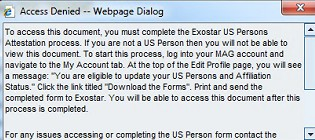 Access Denied -- Webpage Dialog
To access this document, you must complete the Exostar US Persons
Attestation process. If you are not a US Person then you will not be able to
view this document. To start this process, log into your MAG account and
navigate to the My Account tab. At the top of the Edit Profile page, you will see
a message: "You are eligible to update your US Persons and Affiliation
Status." Click the link titled "Download the Forms". Print and send the
completed form to Exostar. You will be able to access this document after this
process is completed.
For any issues accessing or completing the US Person form contact the